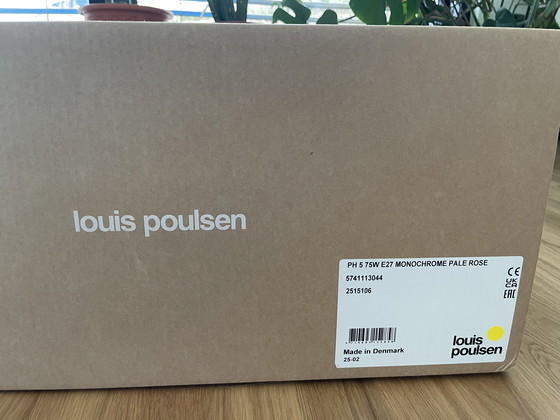 louis poulsen
PH 5 75W E27 MONOCHROME PALE ROSE
5741113044
2515106
CE
UK
CA
EAC
Made in Denmark
25-02
louis
poulsen